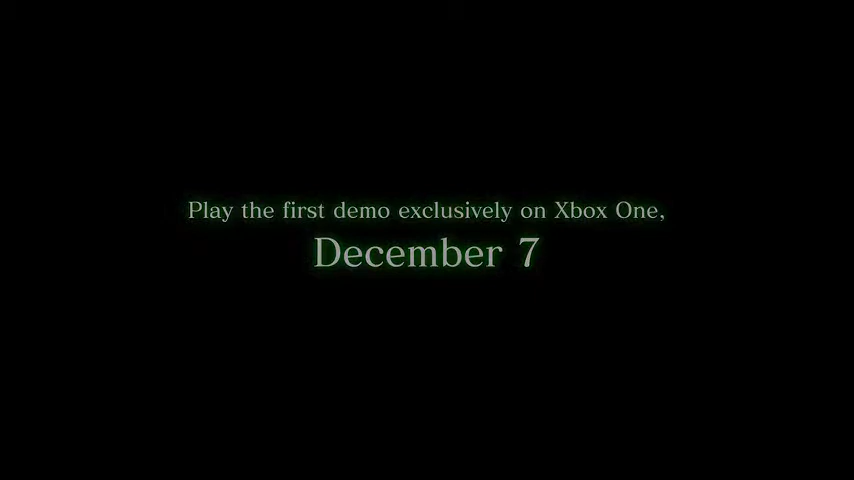 Play the first demo exclusively on Xbox One,
December 7